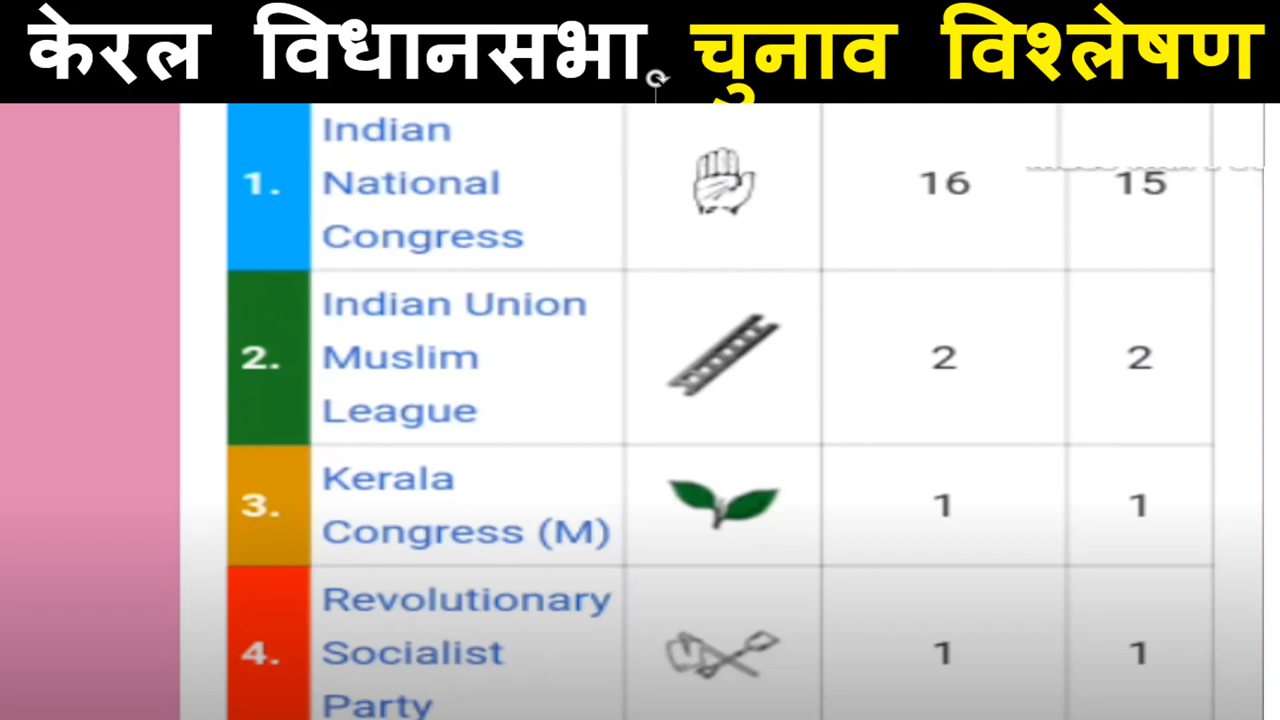 केरल विधानसभा चुनाव विश्लेषण
1. Indian National Congress 16 15
2. Indian Union Muslim League 2 2
3. Kerala Congress (M) 1 1
4. Revolutionary Socialist Party 1 1